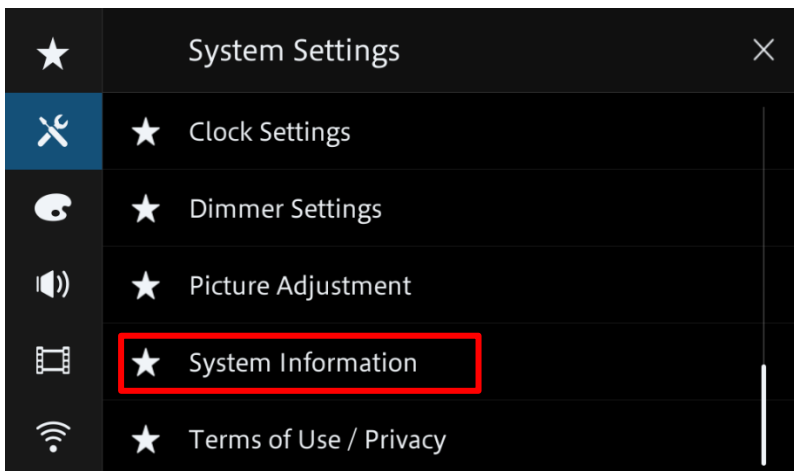 System Settings
Clock Settings
Dimmer Settings
Picture Adjustment
System Information
Terms of Use / Privacy